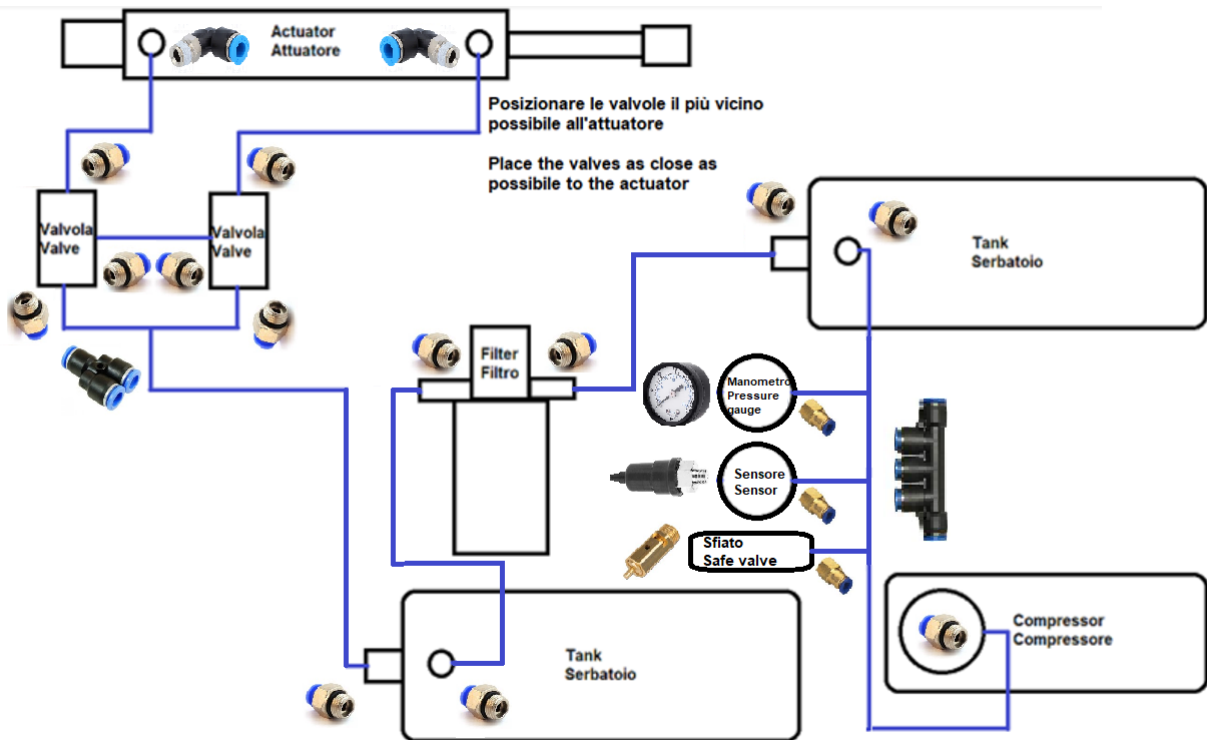 Actuator
Attuatore
Posizionare le valvole il più vicino
possibile all'attuatore
Place the valves as close as
possibile to the actuator
Valvola
Valve
Valvola
Valve
Tank
Serbatoio
Filter
Filtro
Manometro
Pressure
gauge
Sensore
Sensor
Sfiato
Safe valve
Compressor
Compressore
Tank
Serbatoio